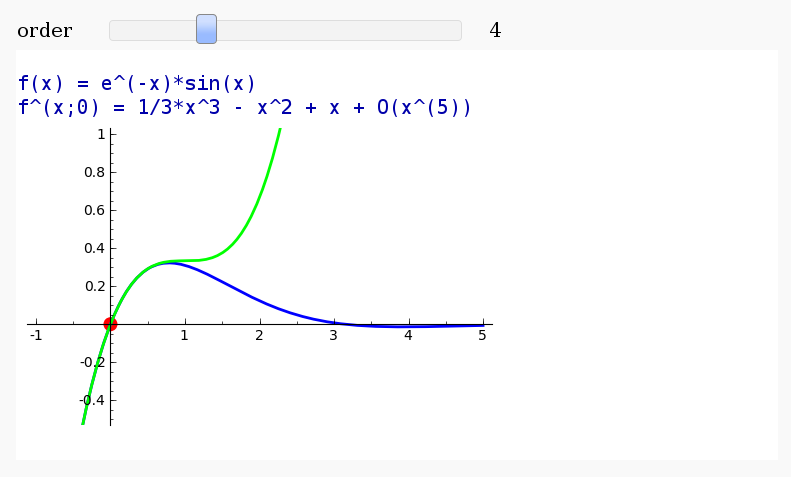 order 4
f(x) = e^(-x)*sin(x)
f^(x;0) = 1/3*x^3 - x^2 + x + O(x^(5))
1
0.8
0.6
0.4
0.2
-1 1 2 3 4 5
-0.2
-0.4